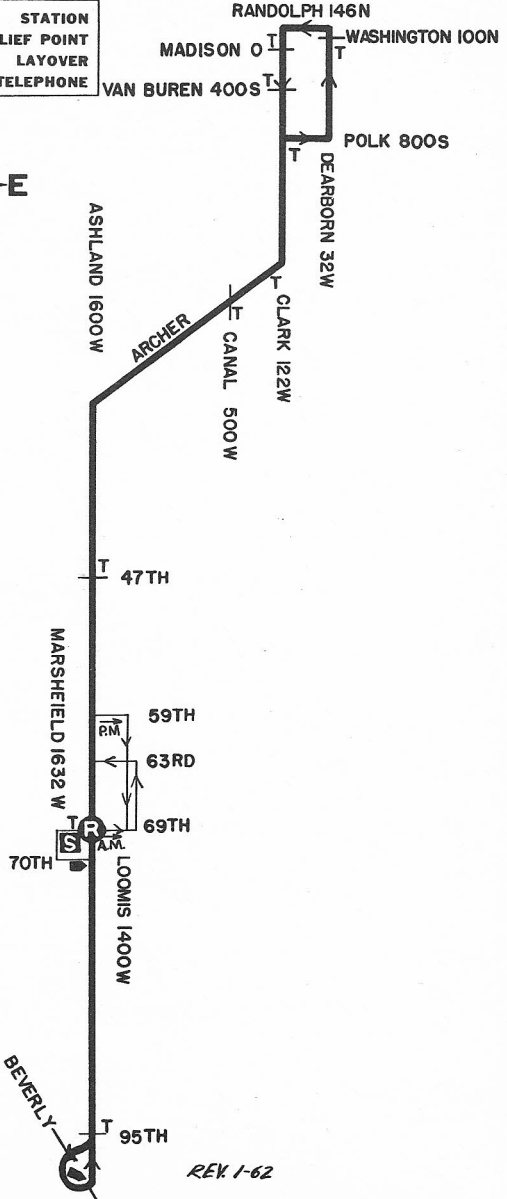 STATION
LIEF POINT
LAYOVER
TELEPHONE
RANDOLPH 146N
MADISON 0
WASHINGTON 100N
T
T
T
VAN BUREN 400S
POLK 800S
T
E
DEARBORN 32W
ASHLAND 1600W
T
CLARK 122W
ARCHER
T
CANAL 500W
T
47TH
MARSHEIELD 1632 W
59TH
P.M
63RD
T
R
69TH
S
A.M.
70TH
LOOMIS 1400W
BEVERLY
T
95TH
REV. 1-62